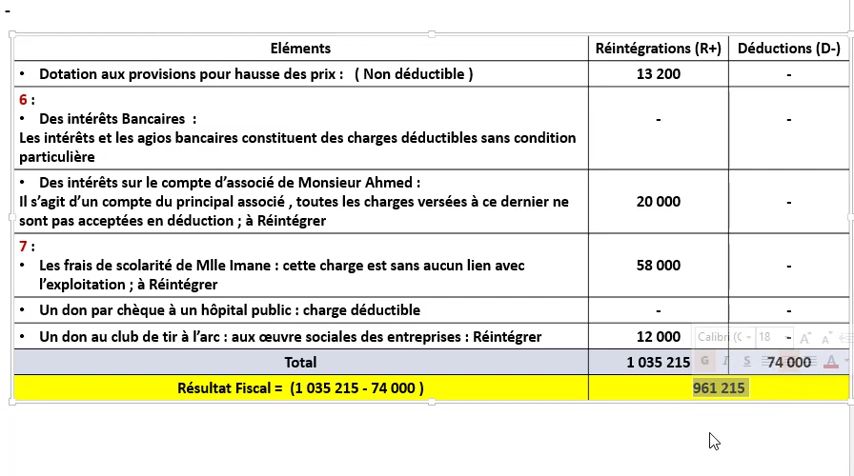 -
Eléments Réintégrations (R+) Déductions (D-)
• Dotation aux provisions pour hausse des prix : ( Non déductible ) 13 200 -
6 :
• Des intérêts Bancaires :
Les intérêts et les agios bancaires constituent des charges déductibles sans condition
particulière
- -
• Des intérêts sur le compte d’associé de Monsieur Ahmed :
Il s’agit d’un compte du principal associé , toutes les charges versées à ce dernier ne
sont pas acceptées en déduction ; à Réintégrer
20 000 -
7 :
• Les frais de scolarité de Mlle Imane : cette charge est sans aucun lien avec
l’exploitation ; à Réintégrer
58 000 -
• Un don par chèque à un hôpital public : charge déductible - -
• Un don au club de tir à l’arc : aux œuvre sociales des entreprises : Réintégrer 12 000 -
Calibri (C 18 A A
G I S A
Total 1 035 215 74 000
Résultat Fiscal = (1 035 215 - 74 000 ) 961 215